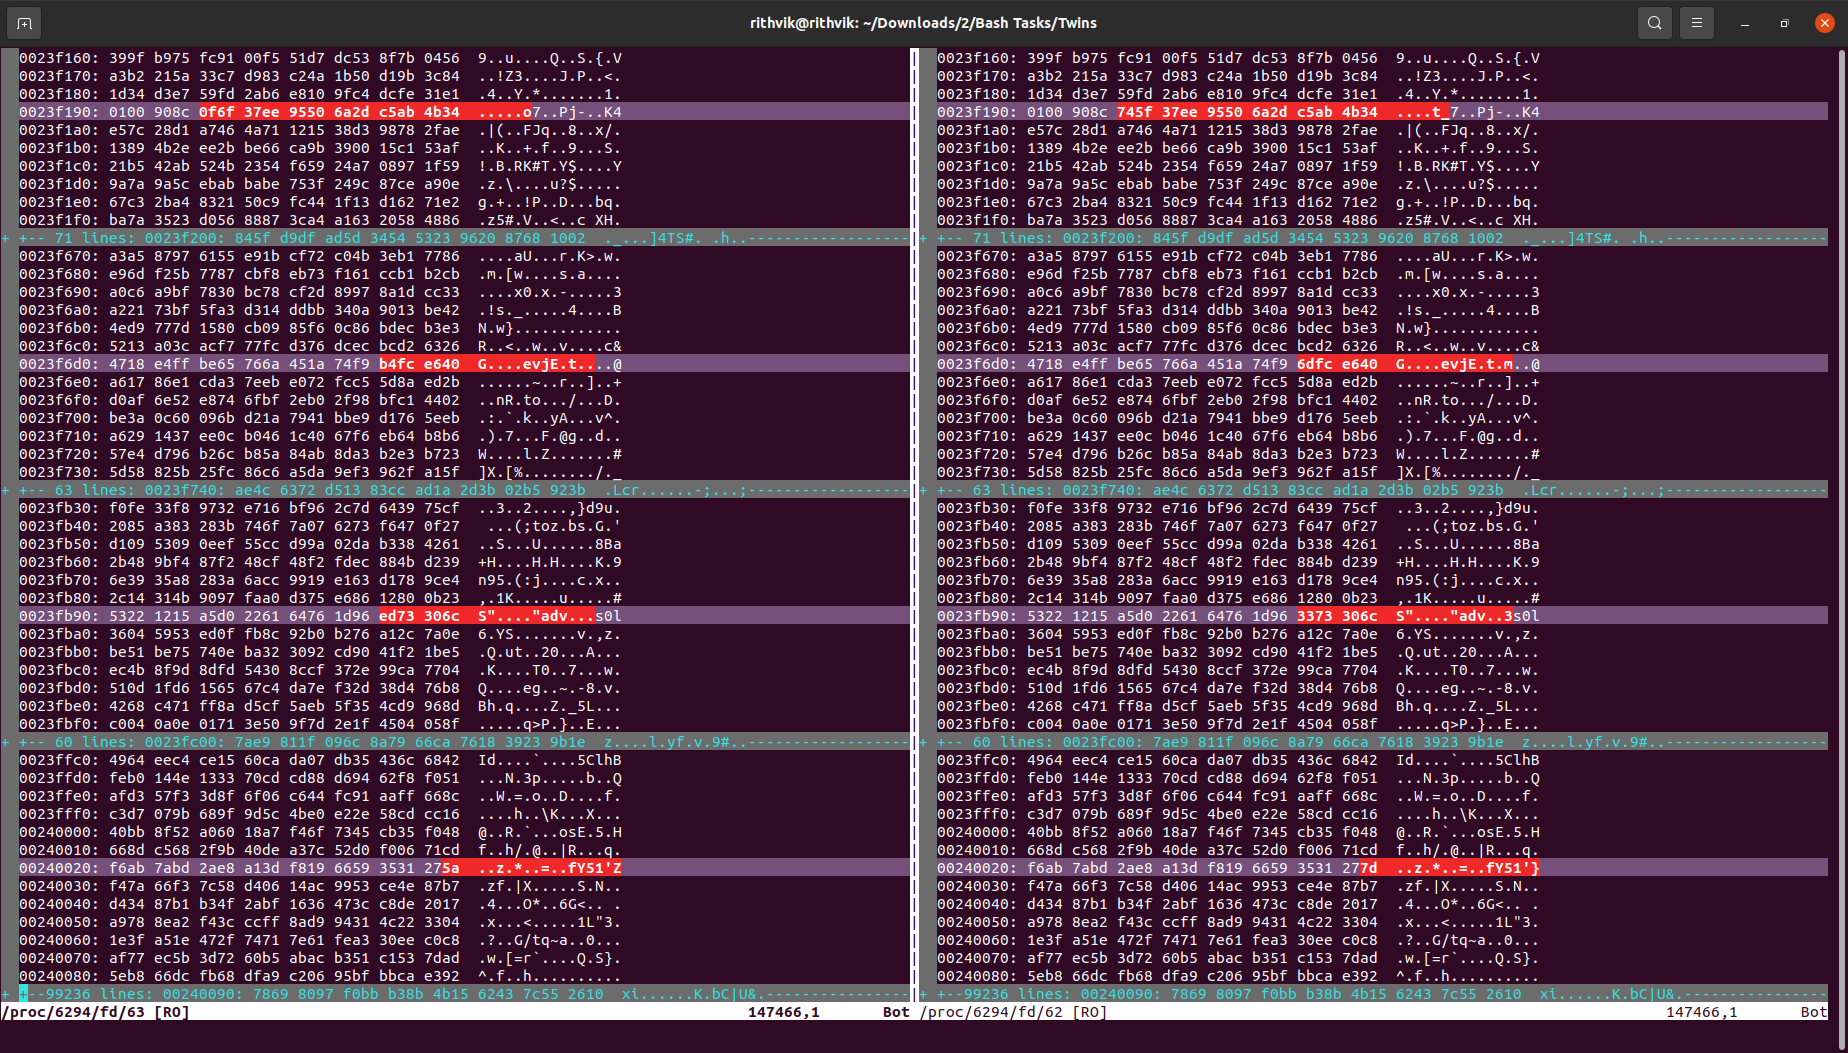 rithvik@rithvik: ~/Downloads/2/Bash Tasks/Twins
0023f160: 399f b975 fc91 00f5 51d7 dc53 8f7b 0456  9..u....Q..S.{.V | 0023f160: 399f b975 fc91 00f5 51d7 dc53 8f7b 0456  9..u....Q..S.{.V
0023f170: a3b2 215a 33c7 d983 c24a 1b50 d19b 3c84  ..!Z3....J.P..<. | 0023f170: a3b2 215a 33c7 d983 c24a 1b50 d19b 3c84  ..!Z3....J.P..<.
0023f180: 1d34 d3e7 59fd 2ab6 e810 9fc4 dcfe 31e1  .4..Y.*.......1. | 0023f180: 1d34 d3e7 59fd 2ab6 e810 9fc4 dcfe 31e1  .4..Y.*.......1.
0023f190: 0100 908c 0f6f 37ee 9550 6a2d c5ab 4b34  .....o7..Pj-..K4 | 0023f190: 0100 908c 745f 37ee 9550 6a2d c5ab 4b34  ....t_7..Pj-..K4
0023f1a0: e57c 28d1 a746 4a71 1215 38d3 9878 2fae  .|(..FJq..8..x/. | 0023f1a0: e57c 28d1 a746 4a71 1215 38d3 9878 2fae  .|(..FJq..8..x/.
0023f1b0: 1389 4b2e ee2b be66 ca9b 3900 15c1 53af  ..K..+.f..9...S. | 0023f1b0: 1389 4b2e ee2b be66 ca9b 3900 15c1 53af  ..K..+.f..9...S.
0023f1c0: 21b5 42ab 524b 2354 f659 24a7 0897 1f59  !.B.RK#T.Y$....Y | 0023f1c0: 21b5 42ab 524b 2354 f659 24a7 0897 1f59  !.B.RK#T.Y$....Y
0023f1d0: 9a7a 9a5c ebab babe 753f 249c 87ce a90e  .z.\....u?$..... | 0023f1d0: 9a7a 9a5c ebab babe 753f 249c 87ce a90e  .z.\....u?$.....
0023f1e0: 67c3 2ba4 8321 50c9 fc44 1f13 d162 71e2  g.+..!P..D...bq. | 0023f1e0: 67c3 2ba4 8321 50c9 fc44 1f13 d162 71e2  g.+..!P..D...bq.
0023f1f0: ba7a 3523 d056 8887 3ca4 a163 2058 4886  .z5#.V..<..c XH. | 0023f1f0: ba7a 3523 d056 8887 3ca4 a163 2058 4886  .z5#.V..<..c XH.
+ +-- 71 lines: 0023f200: 845f d9df ad5d 3454 5323 9620 8768 1002  ._...]4TS#. .h..------------------ | + +-- 71 lines: 0023f200: 845f d9df ad5d 3454 5323 9620 8768 1002  ._...]4TS#. .h..------------------
0023f670: a3a5 8797 6155 e91b cf72 c04b 3eb1 7786  ....aU...r.K>.w. | 0023f670: a3a5 8797 6155 e91b cf72 c04b 3eb1 7786  ....aU...r.K>.w.
0023f680: e96d f25b 7787 cbf8 eb73 f161 ccb1 b2cb  .m.[w....s.a.... | 0023f680: e96d f25b 7787 cbf8 eb73 f161 ccb1 b2cb  .m.[w....s.a....
0023f690: a0c6 a9bf 7830 bc78 cf2d 8997 8a1d cc33  ....x0.x.-.....3 | 0023f690: a0c6 a9bf 7830 bc78 cf2d 8997 8a1d cc33  ....x0.x.-.....3
0023f6a0: a221 73bf 5fa3 d314 ddbb 340a 9013 be42  .!s._.....4....B | 0023f6a0: a221 73bf 5fa3 d314 ddbb 340a 9013 be42  .!s._.....4....B
0023f6b0: 4ed9 777d 1580 cb09 85f6 0c86 bdec b3e3  N.w}............ | 0023f6b0: 4ed9 777d 1580 cb09 85f6 0c86 bdec b3e3  N.w}............
0023f6c0: 5213 a03c acf7 77fc d376 dcec bcd2 6326  R..<..w..v....c& | 0023f6c0: 5213 a03c acf7 77fc d376 dcec bcd2 6326  R..<..w..v....c&
0023f6d0: 4718 e4ff be65 766a 451a 74f9 b4fc e640  G....evjE.t....@ | 0023f6d0: 4718 e4ff be65 766a 451a 74f9 6dfc e640  G....evjE.t.m..@
0023f6e0: a617 86e1 cda3 7eeb e072 fcc5 5d8a ed2b  ......~..r..]..+ | 0023f6e0: a617 86e1 cda3 7eeb e072 fcc5 5d8a ed2b  ......~..r..]..+
0023f6f0: d0af 6e52 e874 6fbf 2eb0 2f98 bfc1 4402  ..nR.to.../...D. | 0023f6f0: d0af 6e52 e874 6fbf 2eb0 2f98 bfc1 4402  ..nR.to.../...D.
0023f700: be3a 0c60 096b d21a 7941 bbe9 d176 5eeb  .:.`.k..yA...v^. | 0023f700: be3a 0c60 096b d21a 7941 bbe9 d176 5eeb  .:.`.k..yA...v^.
0023f710: a629 1437 ee0c b046 1c40 67f6 eb64 b8b6  .).7...F.@g..d.. | 0023f710: a629 1437 ee0c b046 1c40 67f6 eb64 b8b6  .).7...F.@g..d..
0023f720: 57e4 d796 b26c b85a 84ab 8da3 b2e3 b723  W....l.Z.......# | 0023f720: 57e4 d796 b26c b85a 84ab 8da3 b2e3 b723  W....l.Z.......#
0023f730: 5d58 825b 25fc 86c6 a5da 9ef3 962f a15f  ]X.[%......../._ | 0023f730: 5d58 825b 25fc 86c6 a5da 9ef3 962f a15f  ]X.[%......../._
+ +-- 63 lines: 0023f740: ae4c 6372 d513 83cc ad1a 2d3b 02b5 923b  .Lcr......-;...;------------------ | + +-- 63 lines: 0023f740: ae4c 6372 d513 83cc ad1a 2d3b 02b5 923b  .Lcr......-;...;------------------
0023fb30: f0fe 33f8 9732 e716 bf96 2c7d 6439 75cf  ..3..2....,}d9u. | 0023fb30: f0fe 33f8 9732 e716 bf96 2c7d 6439 75cf  ..3..2....,}d9u.
0023fb40: 2085 a383 283b 746f 7a07 6273 f647 0f27   ...(;toz.bs.G.' | 0023fb40: 2085 a383 283b 746f 7a07 6273 f647 0f27   ...(;toz.bs.G.'
0023fb50: d109 5309 0eef 55cc d99a 02da b338 4261  ..S...U......8Ba | 0023fb50: d109 5309 0eef 55cc d99a 02da b338 4261  ..S...U......8Ba
0023fb60: 2b48 9bf4 87f2 48cf 48f2 fdec 884b d239  +H....H.H....K.9 | 0023fb60: 2b48 9bf4 87f2 48cf 48f2 fdec 884b d239  +H....H.H....K.9
0023fb70: 6e39 35a8 283a 6acc 9919 e163 d178 9ce4  n95.(:j....c.x.. | 0023fb70: 6e39 35a8 283a 6acc 9919 e163 d178 9ce4  n95.(:j....c.x..
0023fb80: 2c14 314b 9097 faa0 d375 e686 1280 0b23  ,.1K.....u.....# | 0023fb80: 2c14 314b 9097 faa0 d375 e686 1280 0b23  ,.1K.....u.....#
0023fb90: 5322 1215 a5d0 2261 6476 1d96 ed73 306c  S"...."adv...s0l | 0023fb90: 5322 1215 a5d0 2261 6476 1d96 3373 306c  S"...."adv..3s0l
0023fba0: 3604 5953 ed0f fb8c 92b0 b276 a12c 7a0e  6.YS.......v.,z. | 0023fba0: 3604 5953 ed0f fb8c 92b0 b276 a12c 7a0e  6.YS.......v.,z.
0023fbb0: be51 be75 740e ba32 3092 cd90 41f2 1be5  .Q.ut..20...A... | 0023fbb0: be51 be75 740e ba32 3092 cd90 41f2 1be5  .Q.ut..20...A...
0023fbc0: ec4b 8f9d 8dfd 5430 8ccf 372e 99ca 7704  .K....T0..7...w. | 0023fbc0: ec4b 8f9d 8dfd 5430 8ccf 372e 99ca 7704  .K....T0..7...w.
0023fbd0: 510d 1fd6 1565 67c4 da7e f32d 38d4 76b8  Q....eg..~.-8.v. | 0023fbd0: 510d 1fd6 1565 67c4 da7e f32d 38d4 76b8  Q....eg..~.-8.v.
0023fbe0: 4268 c471 ff8a d5cf 5aeb 5f35 4cd9 968d  Bh.q....Z._5L... | 0023fbe0: 4268 c471 ff8a d5cf 5aeb 5f35 4cd9 968d  Bh.q....Z._5L...
0023fbf0: c004 0a0e 0171 3e50 9f7d 2e1f 4504 058f  .....q>P.}..E... | 0023fbf0: c004 0a0e 0171 3e50 9f7d 2e1f 4504 058f  .....q>P.}..E...
+ +-- 60 lines: 0023fc00: 7ae9 811f 096c 8a79 66ca 7618 3923 9b1e  z....l.yf.v.9#..------------------ | + +-- 60 lines: 0023fc00: 7ae9 811f 096c 8a79 66ca 7618 3923 9b1e  z....l.yf.v.9#..------------------
0023ffc0: 4964 eec4 ce15 60ca da07 db35 436c 6842  Id....`....5ClhB | 0023ffc0: 4964 eec4 ce15 60ca da07 db35 436c 6842  Id....`....5ClhB
0023ffd0: feb0 144e 1333 70cd cd88 d694 62f8 f051  ...N.3p.....b..Q | 0023ffd0: feb0 144e 1333 70cd cd88 d694 62f8 f051  ...N.3p.....b..Q
0023ffe0: afd3 57f3 3d8f 6f06 c644 fc91 aaff 668c  ..W.=.o..D....f. | 0023ffe0: afd3 57f3 3d8f 6f06 c644 fc91 aaff 668c  ..W.=.o..D....f.
0023fff0: c3d7 079b 689f 9d5c 4be0 e22e 58cd cc16  ....h..\K...X... | 0023fff0: c3d7 079b 689f 9d5c 4be0 e22e 58cd cc16  ....h..\K...X...
00240000: 40bb 8f52 a060 18a7 f46f 7345 cb35 f048  @..R.`...osE.5.H | 00240000: 40bb 8f52 a060 18a7 f46f 7345 cb35 f048  @..R.`...osE.5.H
00240010: 668d c568 2f9b 40de a37c 52d0 f006 71cd  f..h/.@..|R...q. | 00240010: 668d c568 2f9b 40de a37c 52d0 f006 71cd  f..h/.@..|R...q.
00240020: f6ab 7abd 2ae8 a13d f819 6659 3531 275a  ..z.*..=..fY51'Z | 00240020: f6ab 7abd 2ae8 a13d f819 6659 3531 277d  ..z.*..=..fY51'}
00240030: f47a 66f3 7c58 d406 14ac 9953 ce4e 87b7  .zf.|X.....S.N.. | 00240030: f47a 66f3 7c58 d406 14ac 9953 ce4e 87b7  .zf.|X.....S.N..
00240040: d434 87b1 b34f 2abf 1636 473c c8de 2017  .4...O*..6G<.. . | 00240040: d434 87b1 b34f 2abf 1636 473c c8de 2017  .4...O*..6G<.. .
00240050: a978 8ea2 f43c ccff 8ad9 9431 4c22 3304  .x...<.....1L"3. | 00240050: a978 8ea2 f43c ccff 8ad9 9431 4c22 3304  .x...<.....1L"3.
00240060: 1e3f a51e 472f 7471 7e61 fea3 30ee c0c8  .?..G/tq~a..0... | 00240060: 1e3f a51e 472f 7471 7e61 fea3 30ee c0c8  .?..G/tq~a..0...
00240070: af77 ec5b 3d72 60b5 abac b351 c153 7dad  .w.[=r`....Q.S}. | 00240070: af77 ec5b 3d72 60b5 abac b351 c153 7dad  .w.[=r`....Q.S}.
00240080: 5eb8 66dc fb68 dfa9 c206 95bf bbca e392  ^.f..h.......... | 00240080: 5eb8 66dc fb68 dfa9 c206 95bf bbca e392  ^.f..h..........
+ +--99236 lines: 00240090: 7869 8097 f0bb b38b 4b15 6243 7c55 2610  xi......K.bC|U&.---------------- | + +--99236 lines: 00240090: 7869 8097 f0bb b38b 4b15 6243 7c55 2610  xi......K.bC|U&.----------------
/proc/6294/fd/63 [RO] 147466,1 Bot /proc/6294/fd/62 [RO] 147466,1 Bot